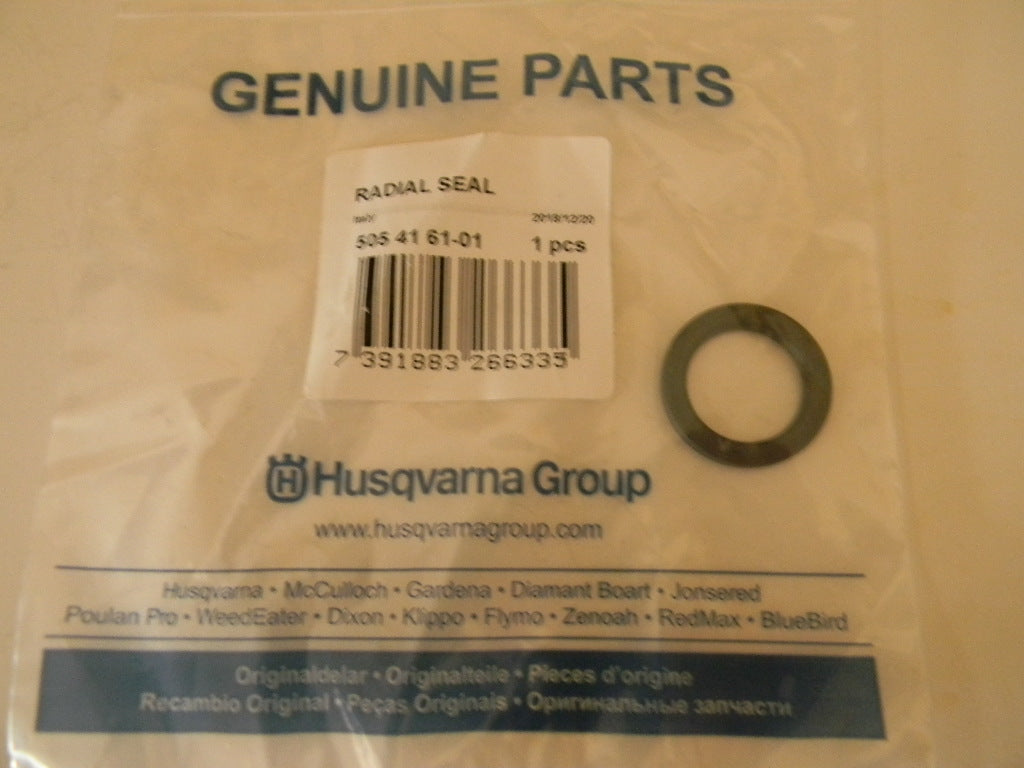 GENUINE PARTS
RADIAL SEAL
Italy 2018/12/20
505 41 61-01 1 pcs
7 391883 266335
H Husqvarna Group
www.husqvarnagroup.com
Husqvarna • McCulloch • Gardena • Diamant Boart • Jonsered
Poulan Pro • WeedEater • Dixon • Klippo • Flymo • Zenoah • RedMax • BlueBird
Originaldelar • Originalteile • Pieces d'origine
Recambio Original • Peças Originais • Оригинальные запчасти